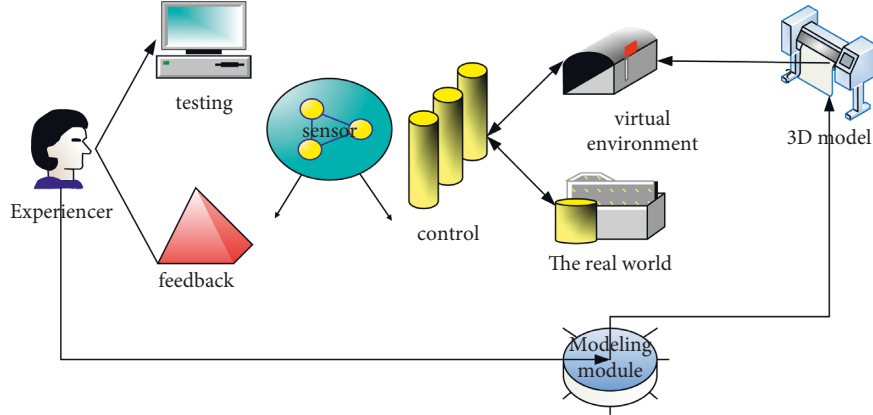 testing
sensor
virtual
environment
3D model
Experiencer
control
feedback
The real world
Modeling
module